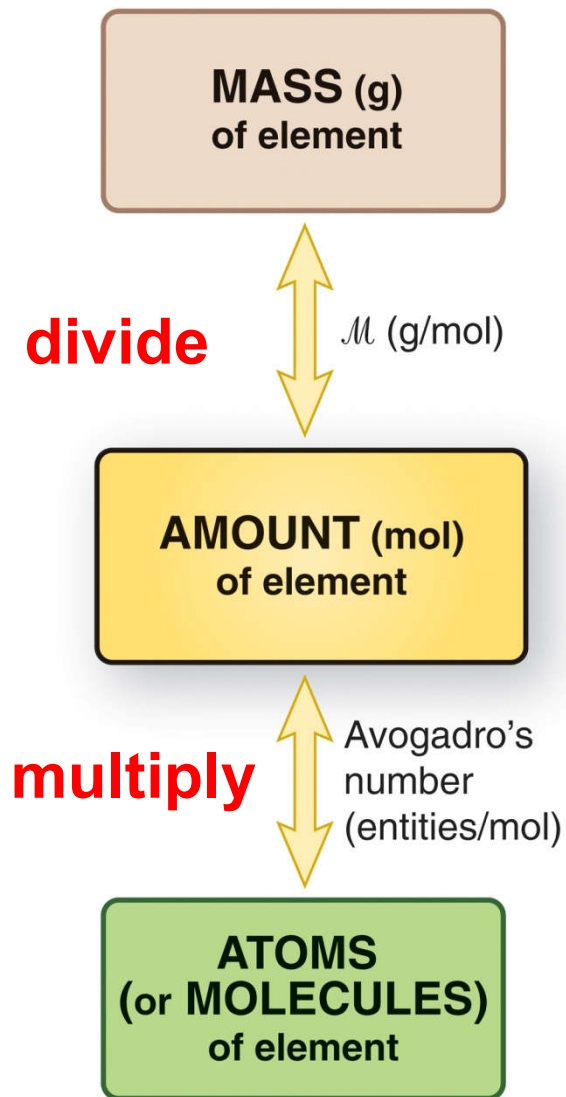 MASS (g)
of element
divide
ℳ (g/mol)
AMOUNT (mol)
of element
multiply
Avogadro's
number
(entities/mol)
ATOMS
(or MOLECULES)
of element